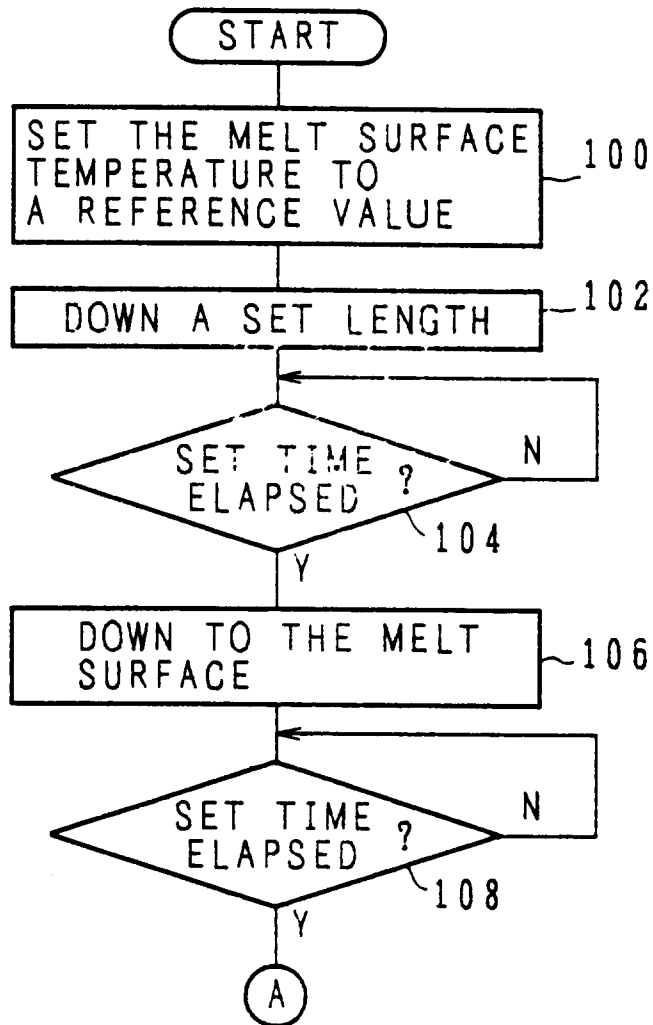 START
SET THE MELT SURFACE
TEMPERATURE TO
A REFERENCE VALUE
100
DOWN A SET LENGTH
102
SET TIME
ELAPSED ?
N
104
Y
DOWN TO THE MELT
SURFACE
106
SET TIME
ELAPSED ?
N
108
Y
A